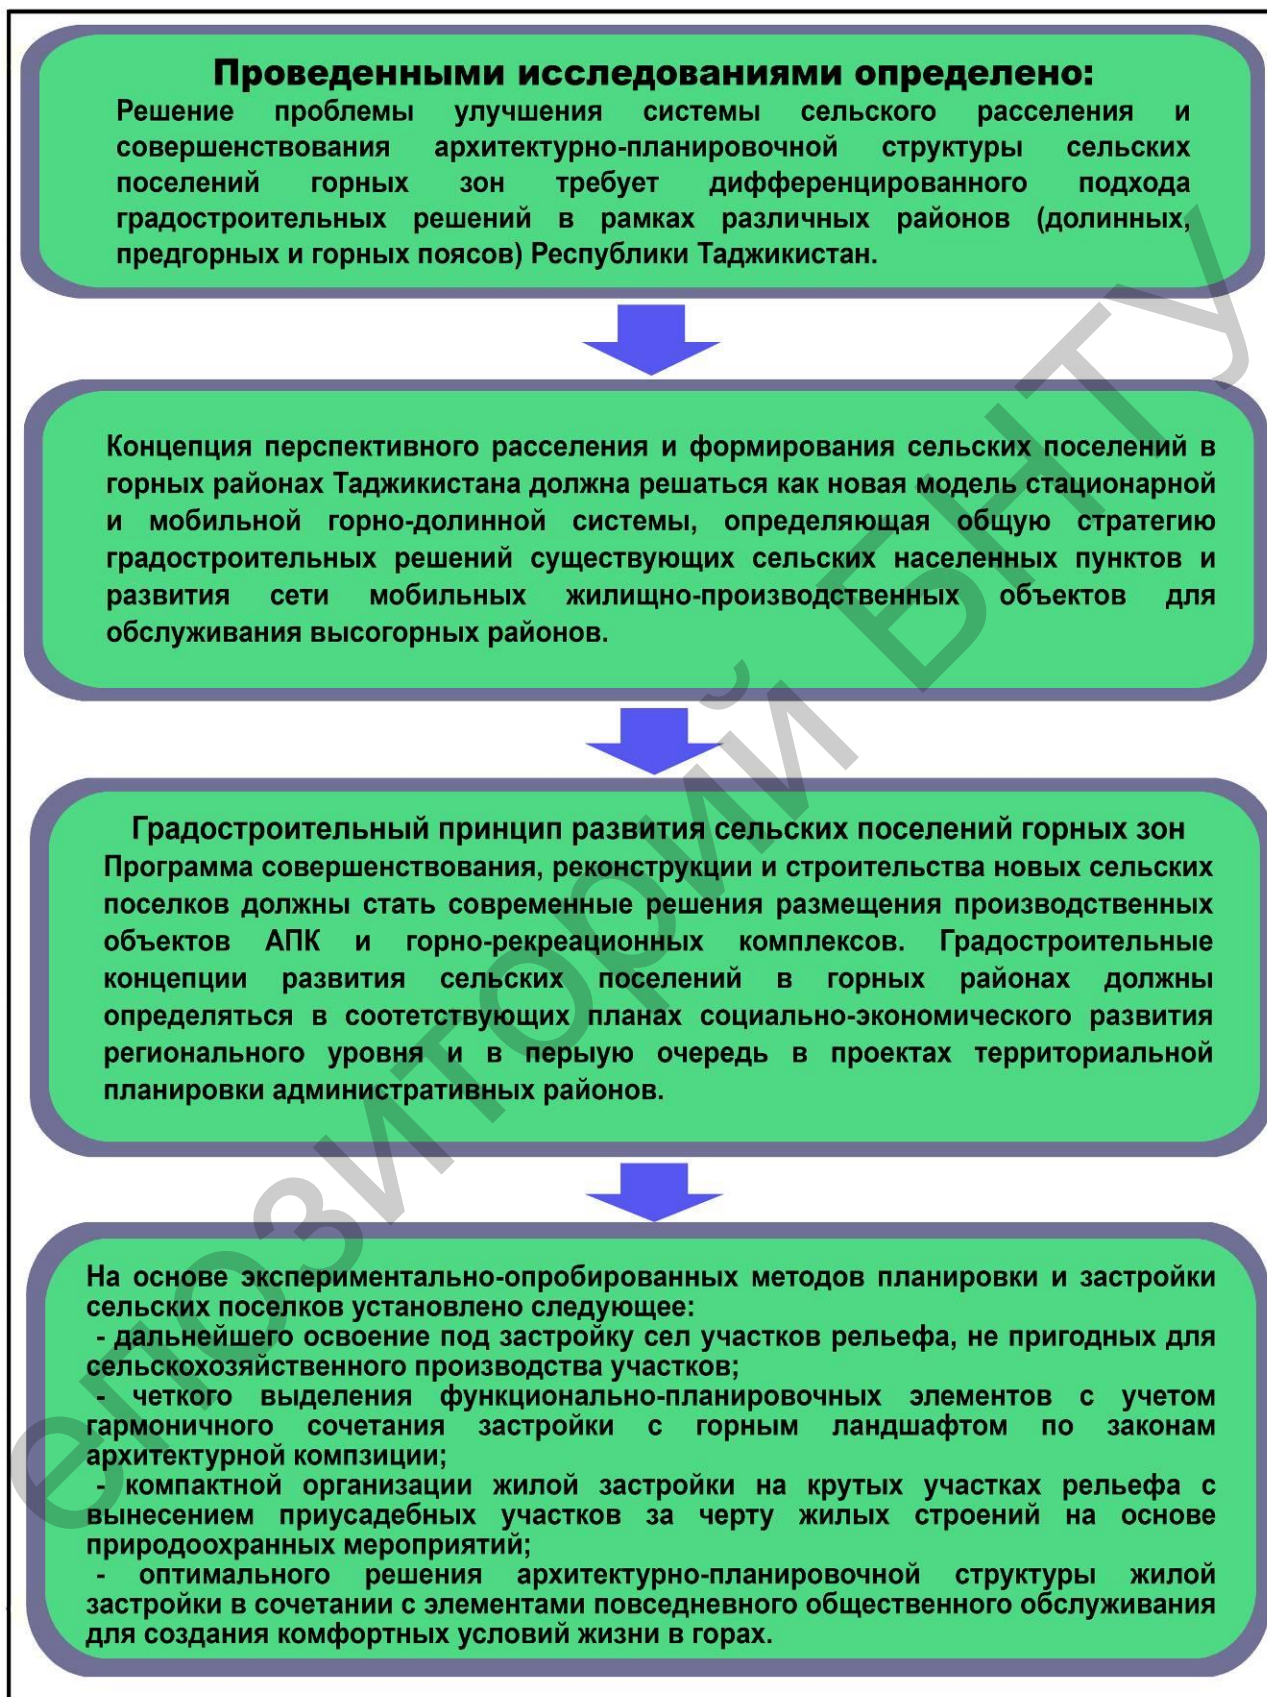 Проведенными исследованиями определено:
Решение проблемы улучшения системы сельского расселения и
совершенствования архитектурно-планировочной структуры сельских
поселений горных зон требует дифференцированного подхода
градостроительных решений в рамках различных районов (долинных,
предгорных и горных поясов) Республики Таджикистан.
Концепция перспективного расселения и формирования сельских поселений в
горных районах Таджикистана должна решаться как новая модель стационарной
и мобильной горно-долинной системы, определяющая общую стратегию
градостроительных решений существующих сельских населенных пунктов и
развития сети мобильных жилищно-производственных объектов для
обслуживания высогорных районов.
Градостроительный принцип развития сельских поселений горных зон
Программа совершенствования, реконструкции и строительства новых сельских
поселков должны стать современные решения размещения производственных
объектов АПК и горно-рекреационных комплексов. Градостроительные
концепции развития сельских поселений в горных районах должны
определяться в соотетствующих планах социально-экономического развития
регионального уровня и в перыую очередь в проектах территориальной
планировки административных районов.
На основе экспериментально-опробированных методов планировки и застройки
сельских поселков установлено следующее:
- дальнейшего освоение под застройку сел участков рельефа, не пригодных для
сельскохозяйственного производства участков;
- четкого выделения функционально-планировочных элементов с учетом
гармоничного сочетания застройки с горным ландшафтом по законам
архитектурной компзиции;
- компактной организации жилой застройки на крутых участках рельефа с
вынесением приусадебных участков за черту жилых строений на основе
природоохранных мероприятий;
- оптимального решения архитектурно-планировочной структуры жилой
застройки в сочетании с элементами повседневного общественного обслуживания
для создания комфортных условий жизни в горах.
епозиторий БНТУ